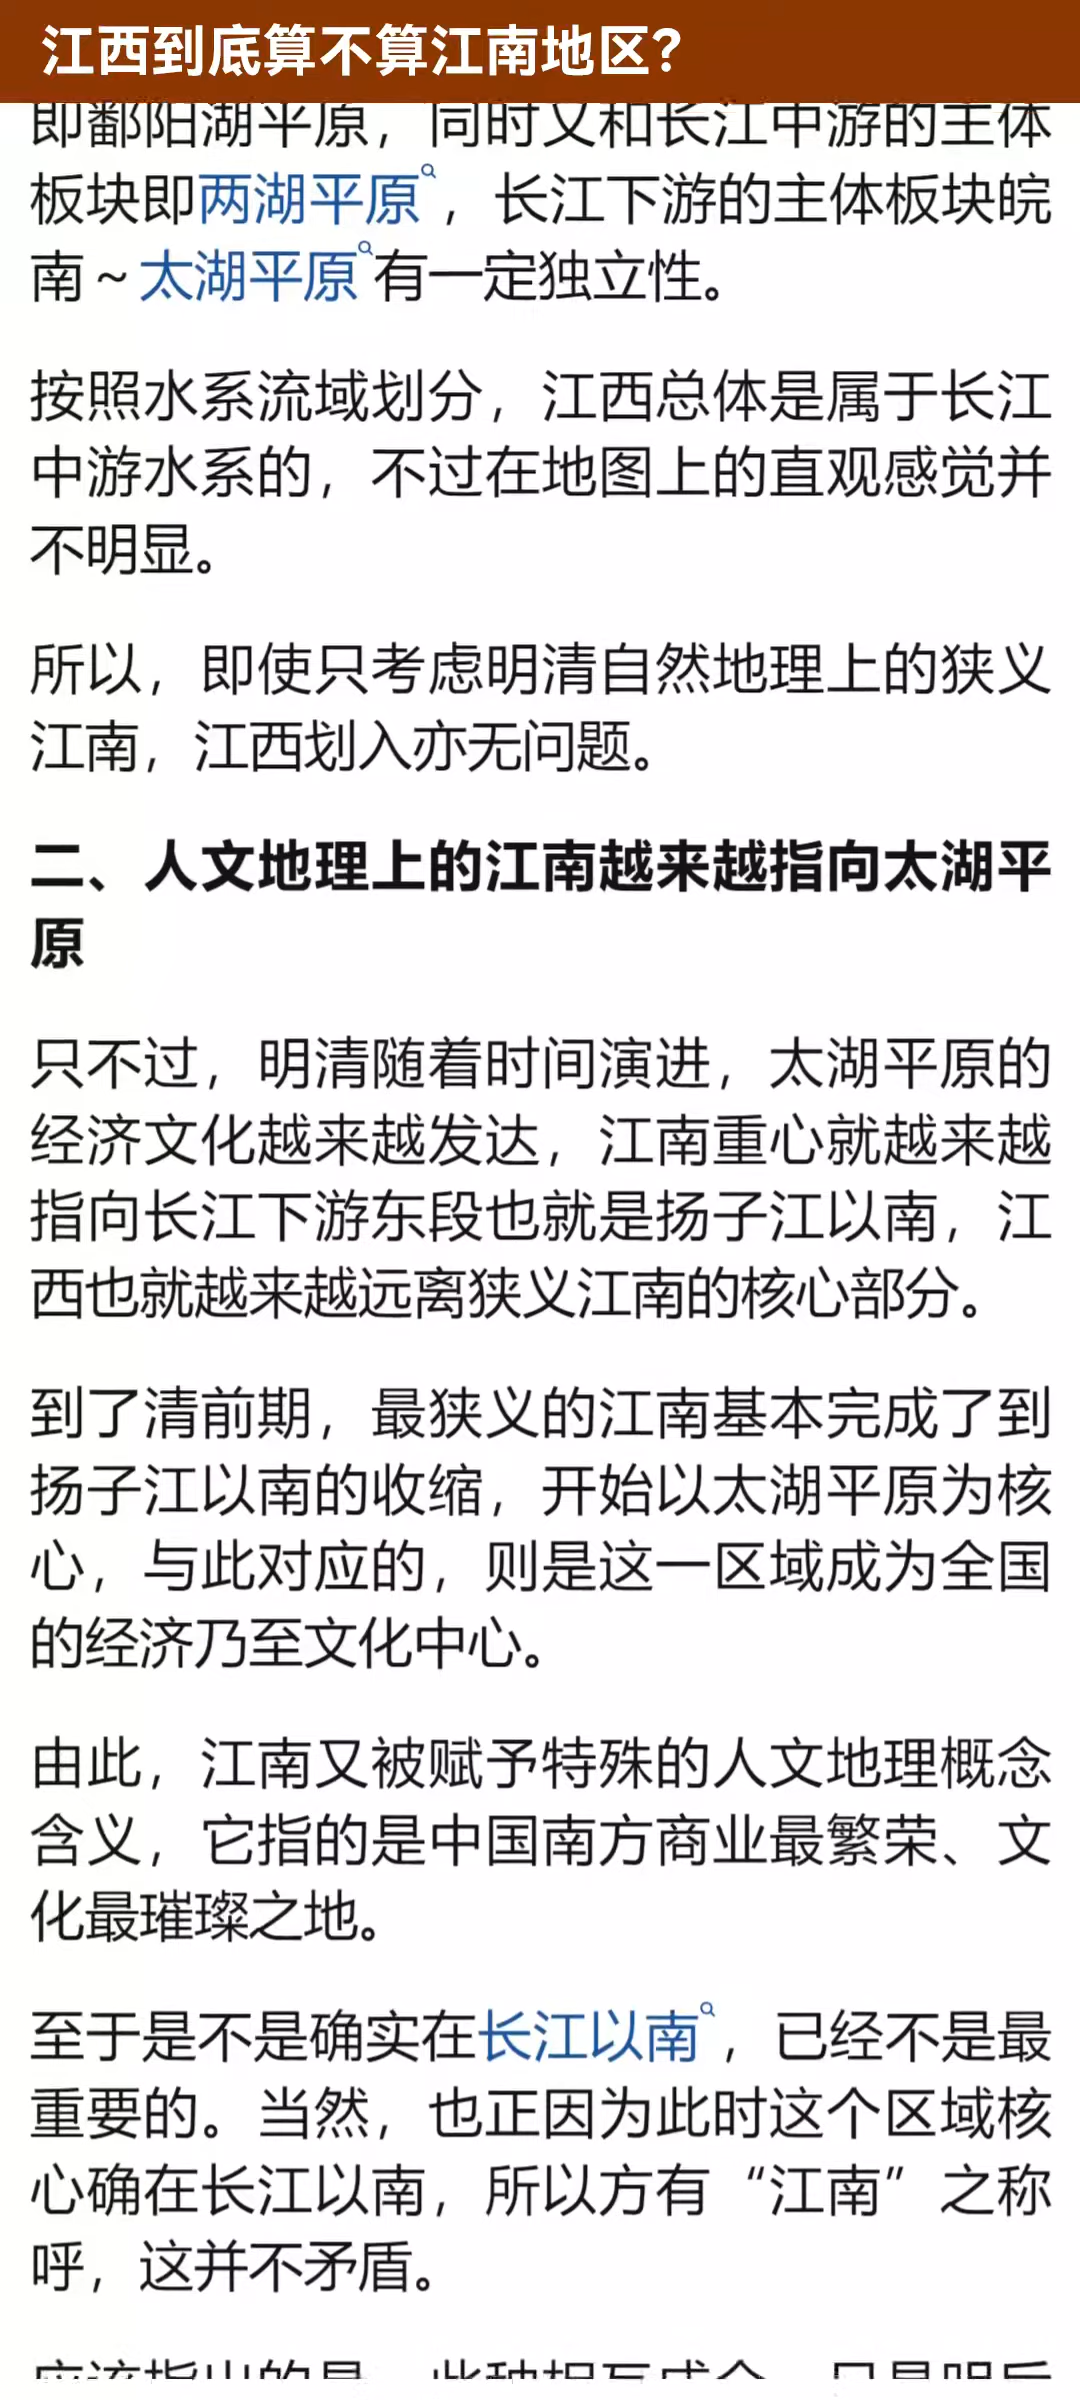 江西到底算不算江南地区?
即鄱阳湖平原，同时又和长江中游的主体
板块即两湖平原，长江下游的主体板块皖
南～太湖平原有一定独立性。
按照水系流域划分，江西总体是属于长江
中游水系的，不过在地图上的直观感觉并
不明显。
所以，即使只考虑明清自然地理上的狭义
江南，江西划入亦无问题。
二、人文地理上的江南越来越指向太湖平
原
只不过，明清随着时间演进，太湖平原的
经济文化越来越发达，江南重心就越来越
指向长江下游东段也就是扬子江以南，江
西也就越来越远离狭义江南的核心部分。
到了清前期，最狭义的江南基本完成了到
扬子江以南的收缩，开始以太湖平原为核
心，与此对应的，则是这一区域成为全国
的经济乃至文化中心。
由此，江南又被赋予特殊的人文地理概念
含义，它指的是中国南方商业最繁荣、文
化最璀璨之地。
至于是不是确实在长江以南，已经不是最
重要的。当然，也正因为此时这个区域核
心确在长江以南，所以方有“江南”之称
呼，这并不矛盾。